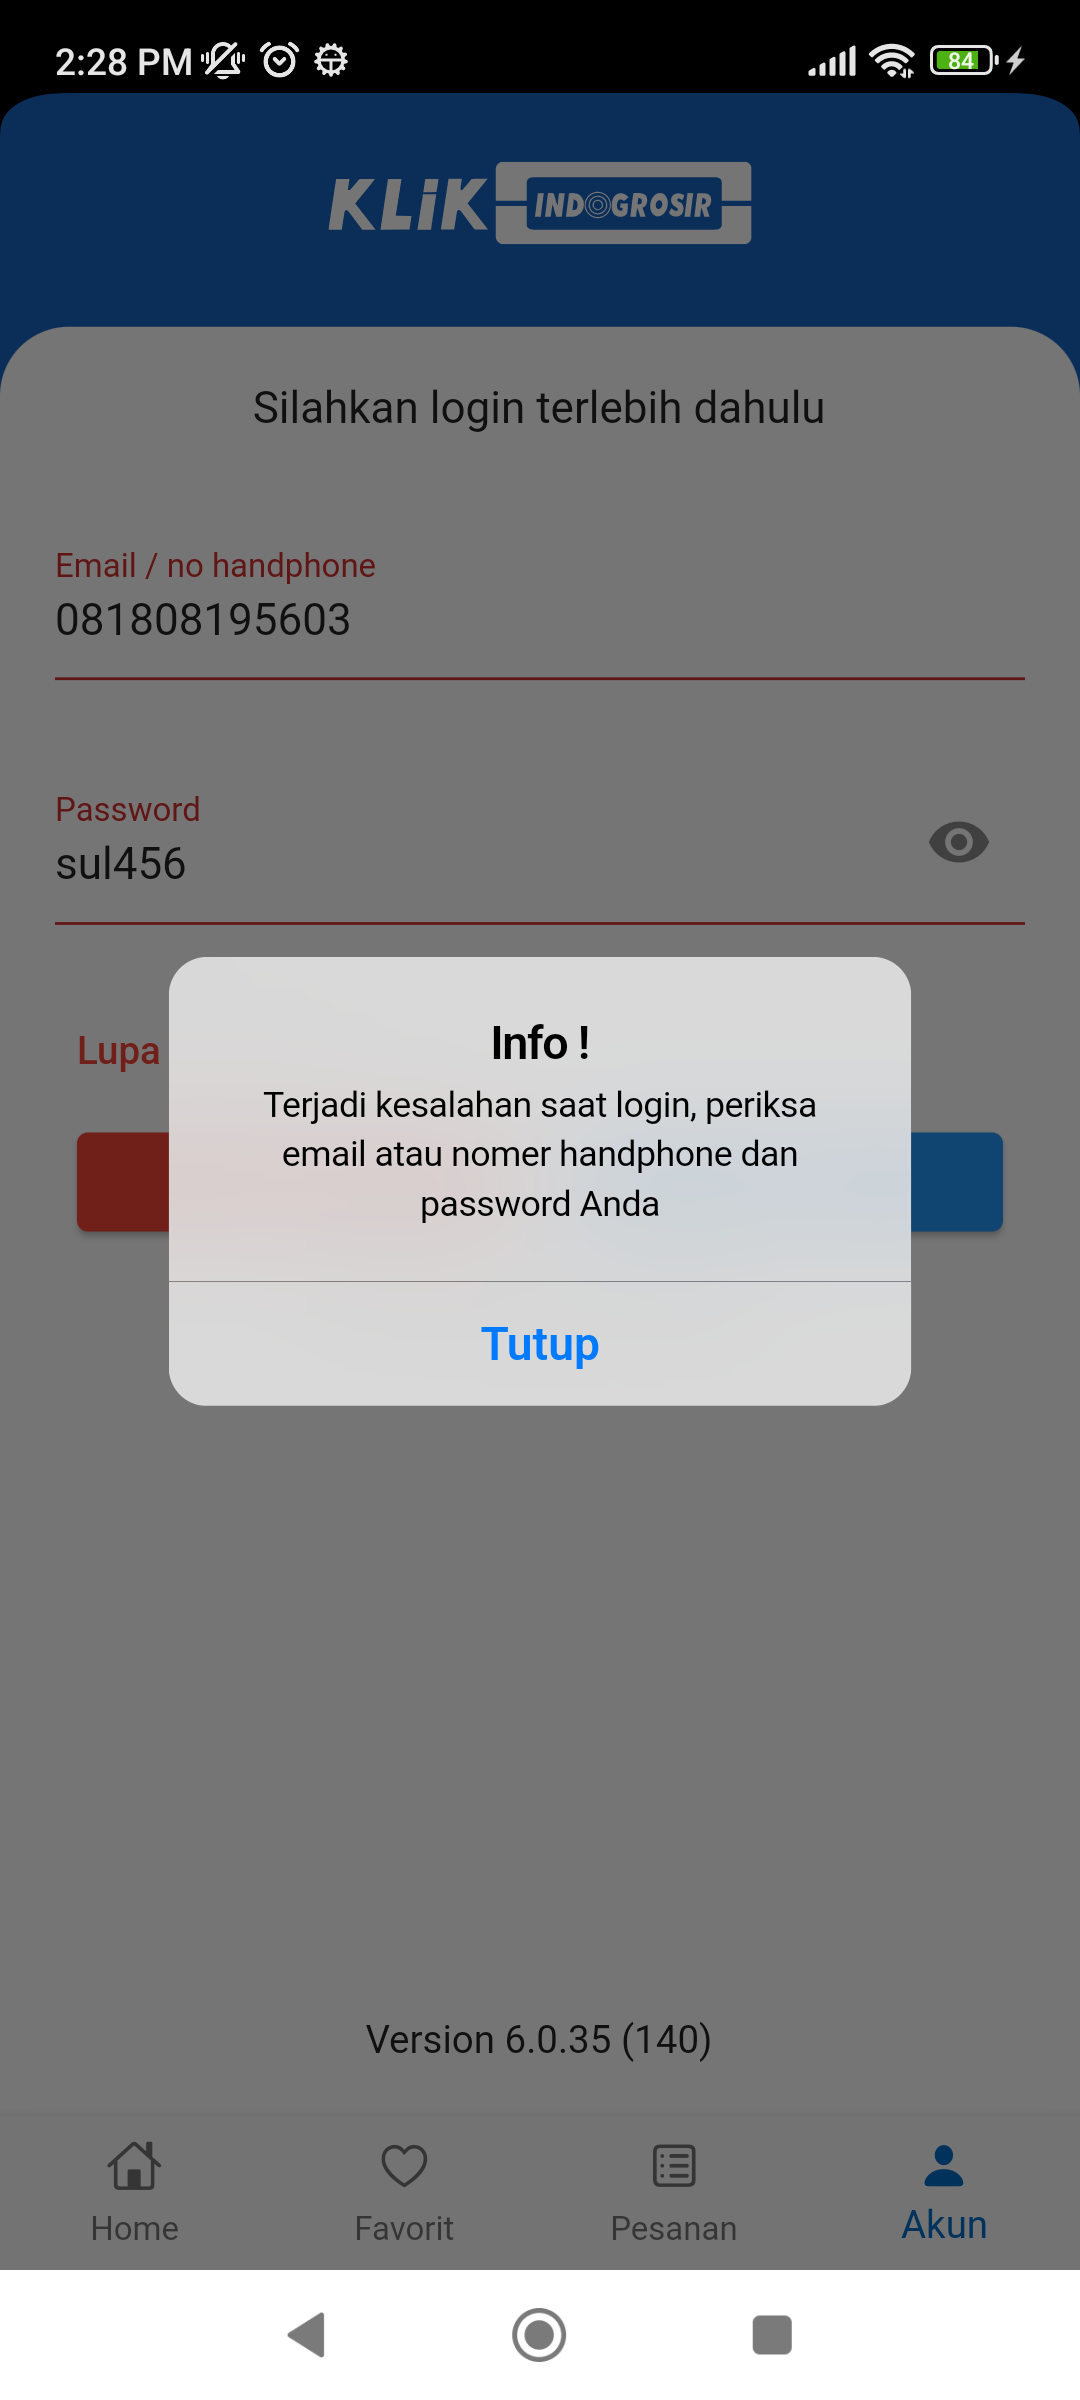 2:28 PM
84
KLiK INDOGROSIR
Silahkan login terlebih dahulu
Email / no handphone
081808195603
Password
sul456
Lupa
Info !
Terjadi kesalahan saat login, periksa
email atau nomer handphone dan
password Anda
Tutup
Version 6.0.35 (140)
Home
Favorit
Pesanan
Akun